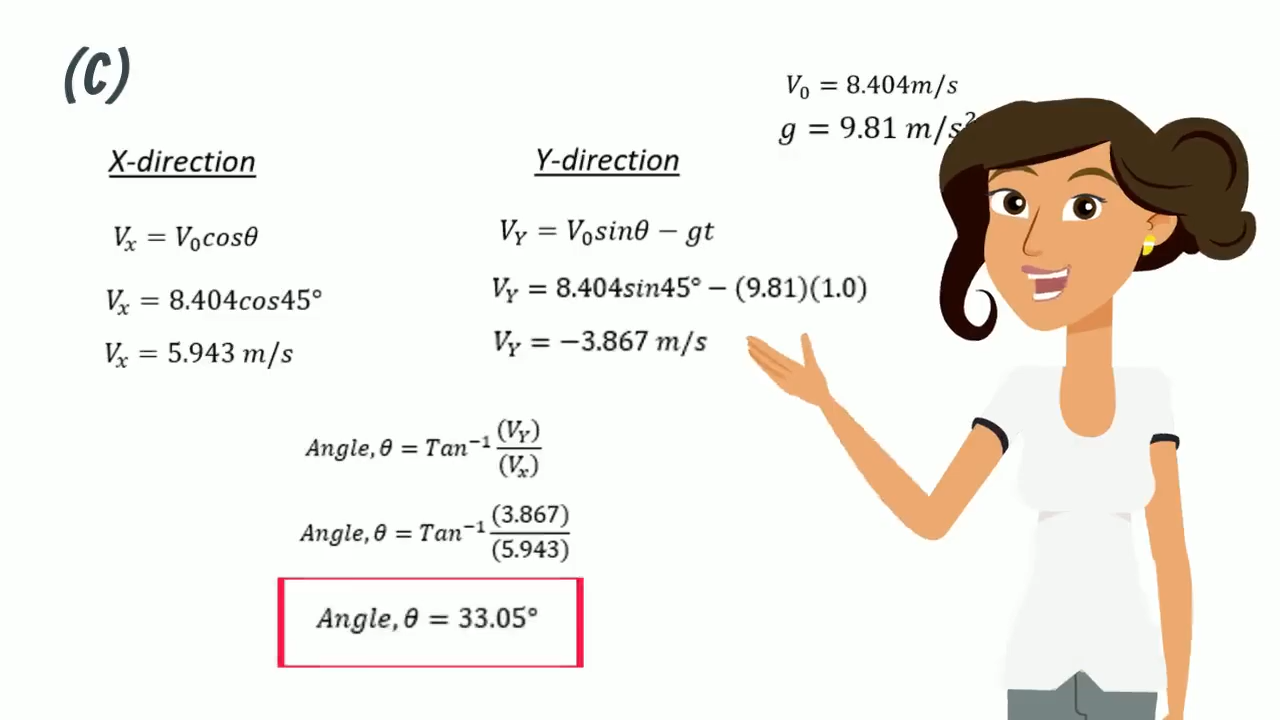 (C)
V₀ = 8.404m/s
g = 9.81 m/s²
X-direction
Vₓ = V₀cosθ
Vₓ = 8.404cos45°
Vₓ = 5.943 m/s
Y-direction
V_Y = V₀sinθ − gt
V_Y = 8.404sin45° − (9.81)(1.0)
V_Y = −3.867 m/s
Angle, θ = Tan⁻¹ (V_Y)/(Vₓ)
Angle, θ = Tan⁻¹ (3.867)/(5.943)
Angle, θ = 33.05°